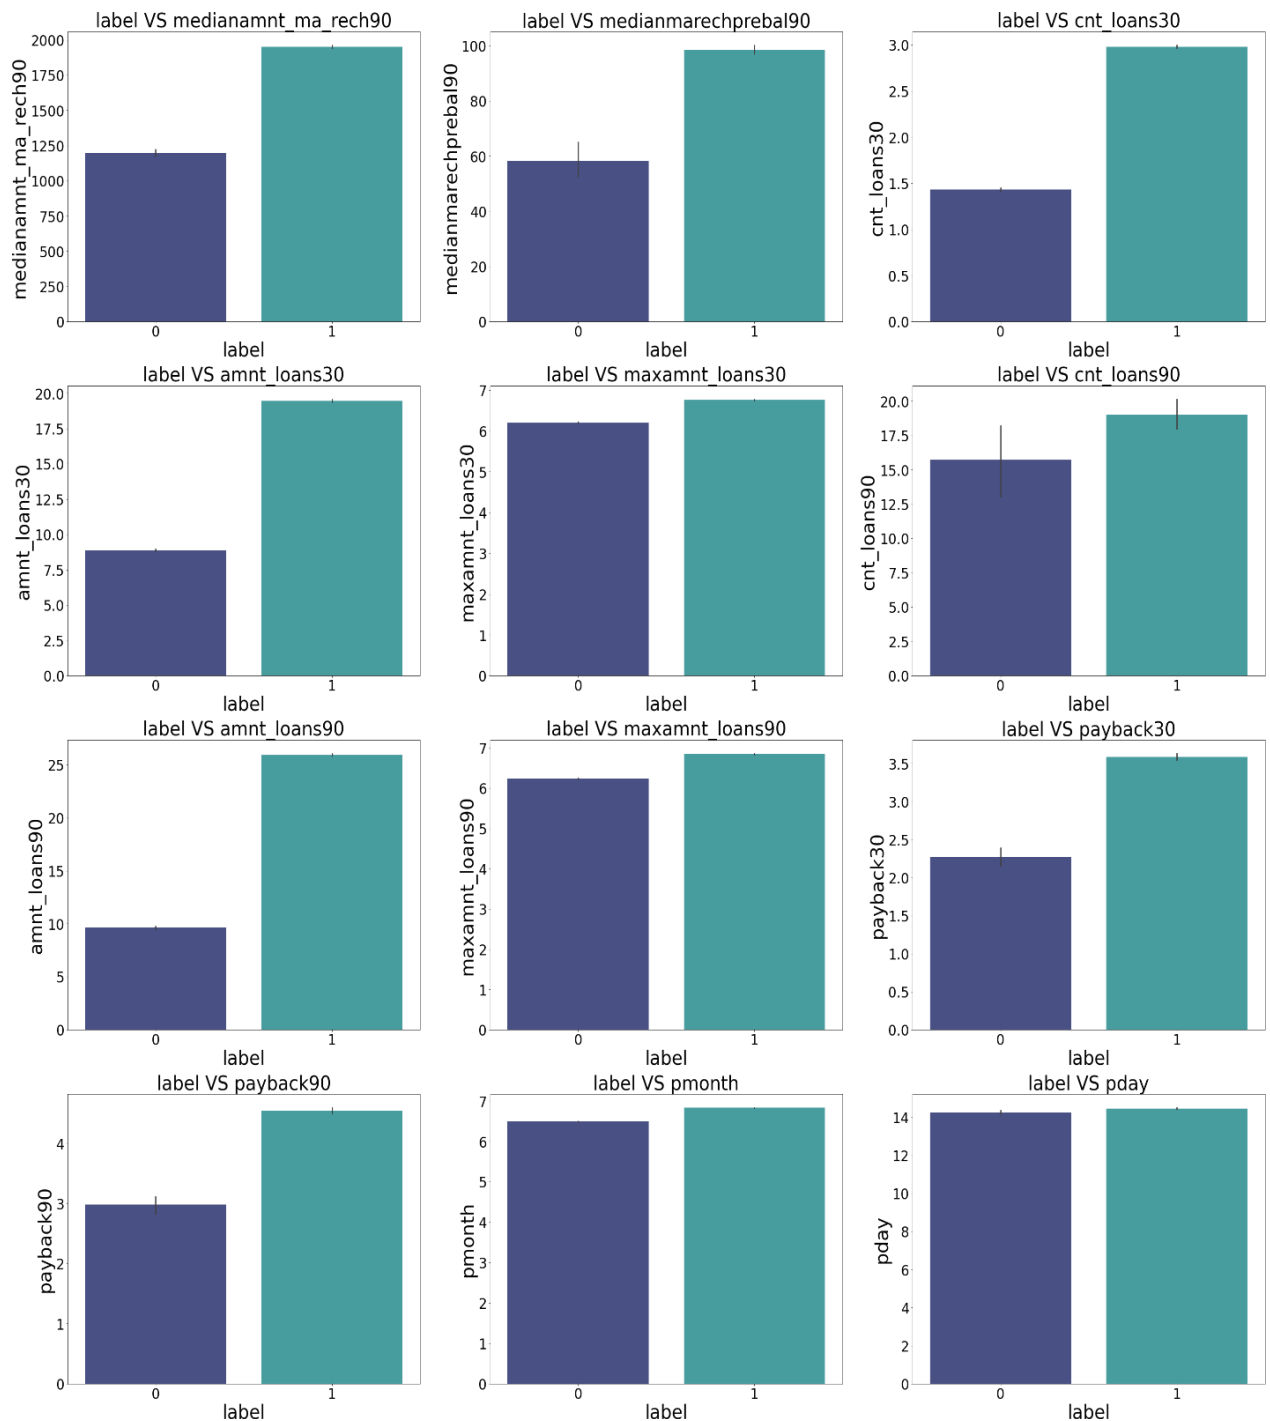 label VS medianamnt_ma_rech90
medianamnt_ma_rech90
2000
1750
1500
1250
1000
750
500
250
0
0 1
label
label VS medianmarechprebal90
medianmarechprebal90
100
80
60
40
20
0
0 1
label
label VS cnt_loans30
cnt_loans30
3.0
2.5
2.0
1.5
1.0
0.5
0.0
0 1
label
label VS amnt_loans30
amnt_loans30
20.0
17.5
15.0
12.5
10.0
7.5
5.0
2.5
0.0
0 1
label
label VS maxamnt_loans30
maxamnt_loans30
7
6
5
4
3
2
1
0
0 1
label
label VS cnt_loans90
cnt_loans90
20.0
17.5
15.0
12.5
10.0
7.5
5.0
2.5
0.0
0 1
label
label VS amnt_loans90
amnt_loans90
25
20
15
10
5
0
0 1
label
label VS maxamnt_loans90
maxamnt_loans90
7
6
5
4
3
2
1
0
0 1
label
label VS payback30
payback30
3.5
3.0
2.5
2.0
1.5
1.0
0.5
0.0
0 1
label
label VS payback90
payback90
4
3
2
1
0
0 1
label
label VS pmonth
pmonth
7
6
5
4
3
2
1
0
0 1
label
label VS pday
pday
14
12
10
8
6
4
2
0
0 1
label